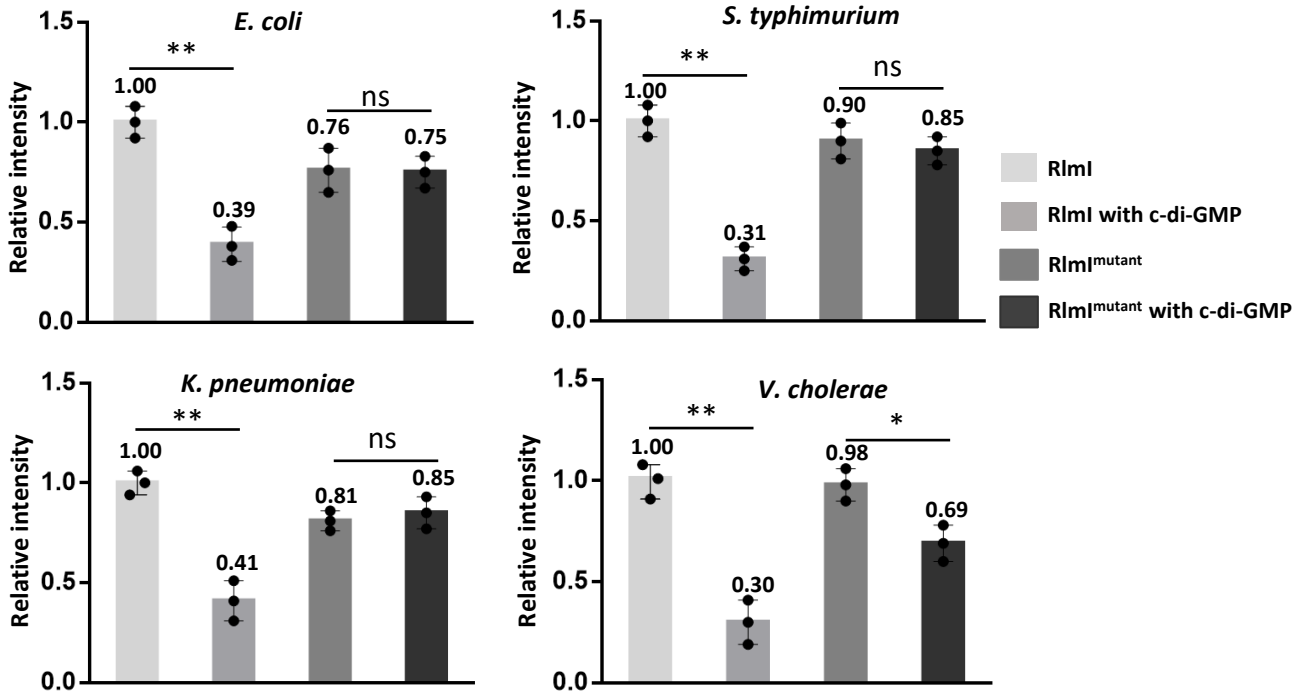 E. coli
Relative intensity
1.5
1.0
0.5
0.0
**
ns
1.00
0.39
0.76
0.75
S. typhimurium
Relative intensity
1.5
1.0
0.5
0.0
**
ns
1.00
0.31
0.90
0.85
RlmI
RlmI with c-di-GMP
RlmI^mutant
RlmI^mutant with c-di-GMP
K. pneumoniae
Relative intensity
1.5
1.0
0.5
0.0
**
ns
1.00
0.41
0.81
0.85
V. cholerae
Relative intensity
1.5
1.0
0.5
0.0
**
*
1.00
0.30
0.98
0.69